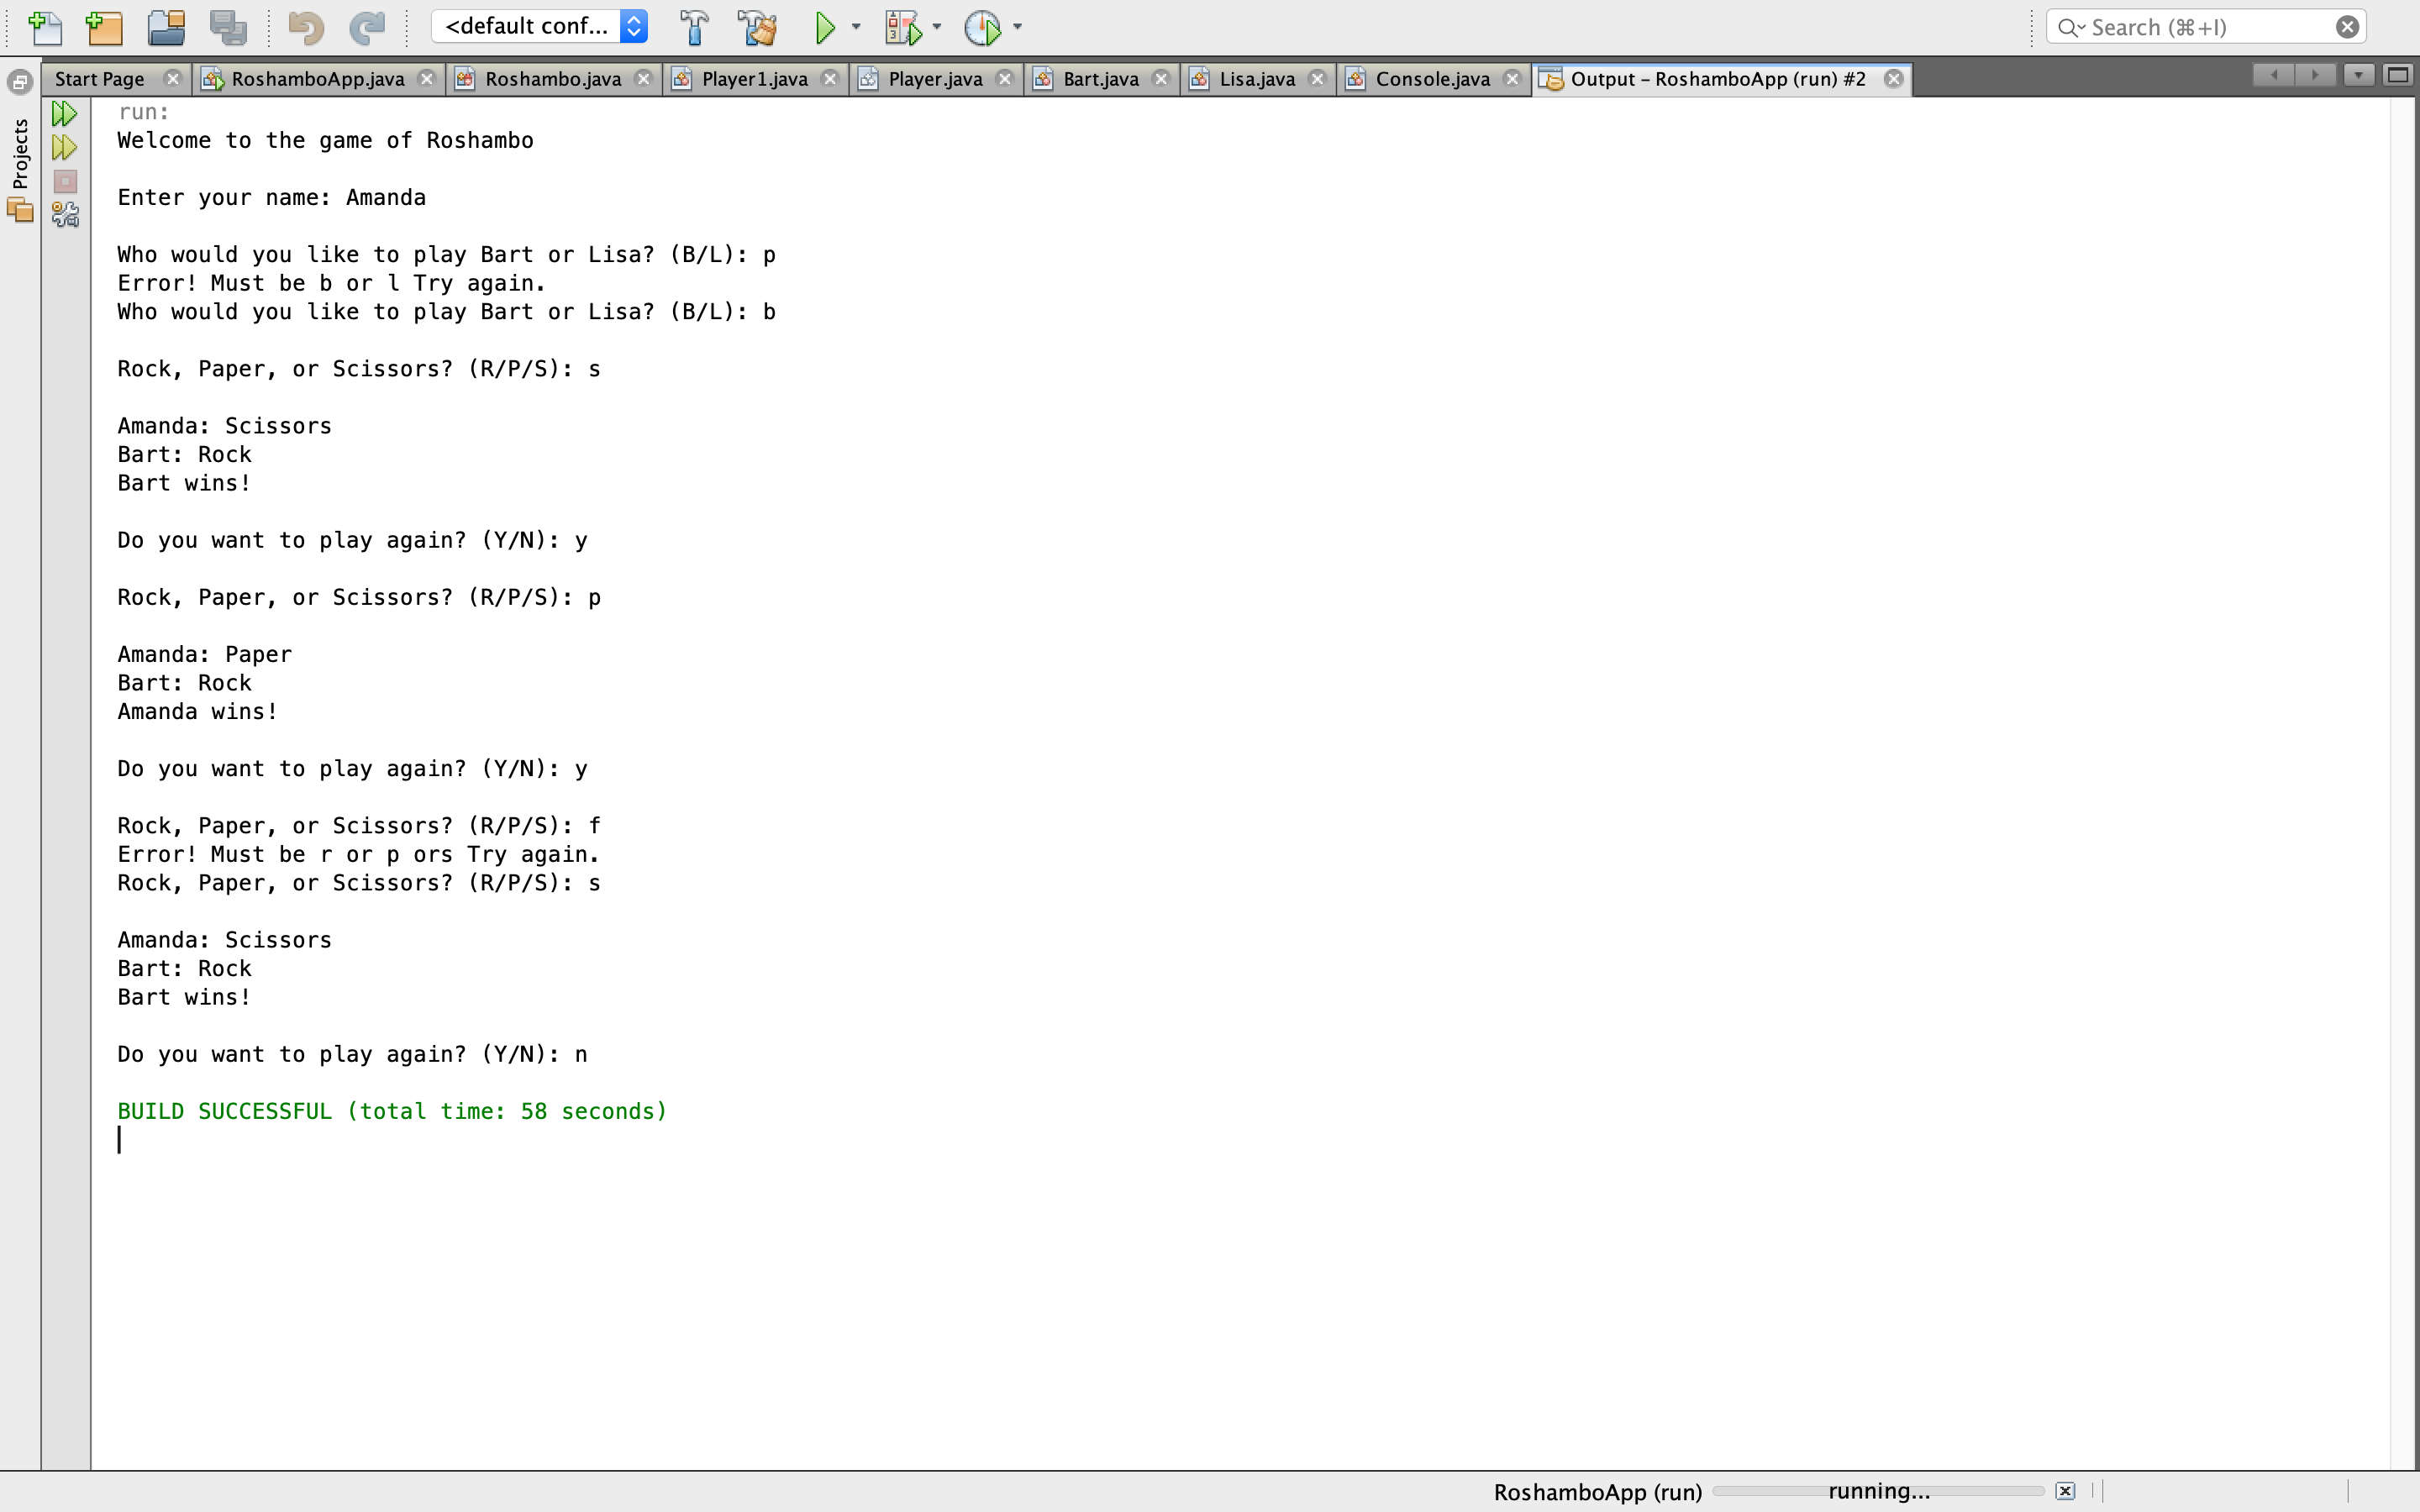 <default conf...
Search (⌘+I)
Projects
Start Page
RoshamboApp.java
Roshambo.java
Player1.java
Player.java
Bart.java
Lisa.java
Console.java
Output – RoshamboApp (run) #2
run:
Welcome to the game of Roshambo
Enter your name: Amanda
Who would you like to play Bart or Lisa? (B/L): p
Error! Must be b or l Try again.
Who would you like to play Bart or Lisa? (B/L): b
Rock, Paper, or Scissors? (R/P/S): s
Amanda: Scissors
Bart: Rock
Bart wins!
Do you want to play again? (Y/N): y
Rock, Paper, or Scissors? (R/P/S): p
Amanda: Paper
Bart: Rock
Amanda wins!
Do you want to play again? (Y/N): y
Rock, Paper, or Scissors? (R/P/S): f
Error! Must be r or p ors Try again.
Rock, Paper, or Scissors? (R/P/S): s
Amanda: Scissors
Bart: Rock
Bart wins!
Do you want to play again? (Y/N): n
BUILD SUCCESSFUL (total time: 58 seconds)
RoshamboApp (run)
running...